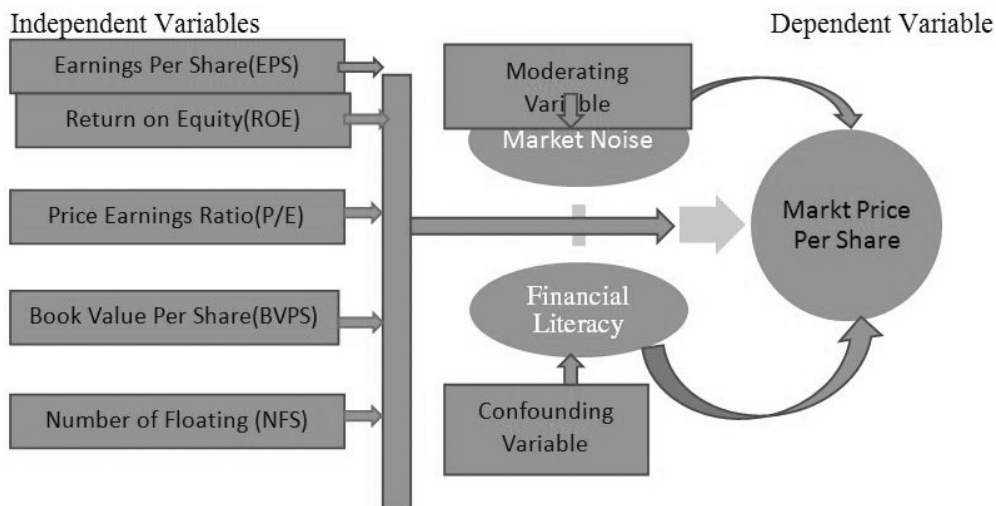 Independent Variables
Dependent Variable
Earnings Per Share(EPS)
Return on Equity(ROE)
Price Earnings Ratio(P/E)
Book Value Per Share(BVPS)
Number of Floating (NFS)
Moderating
Variable
Market Noise
Financial
Literacy
Confounding
Variable
Markt Price
Per Share